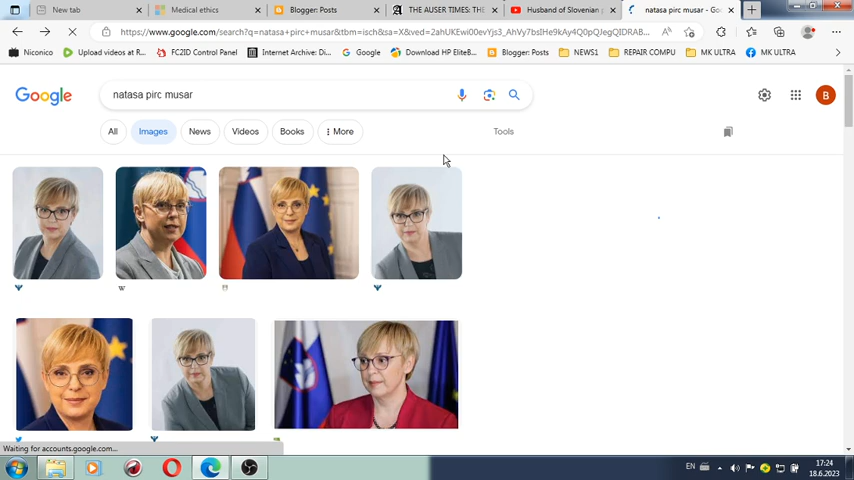 New tab
Medical ethics
Blogger: Posts
THE AUSER TIMES: THE
Husband of Slovenian
natasa pirc musar - Go
https://www.google.com/search?q=natasa+pirc+musar&tbm=isch&sa=X&ved=2ahUKEwi00evYjs3_AhVy7bsIHe9kAy4Q0pQJegQIDRAB...
Niconico
Upload videos at R...
FC2ID Control Panel
Internet Archive: Di...
Google
Download HP EliteB...
Blogger: Posts
NEWS1
REPAIR COMPU
MK ULTRA
MK ULTRA
Google
natasa pirc musar
B
All
Images
News
Videos
Books
More
Tools
W
Waiting for accounts.google.com...
EN
17:24
18.6.2023